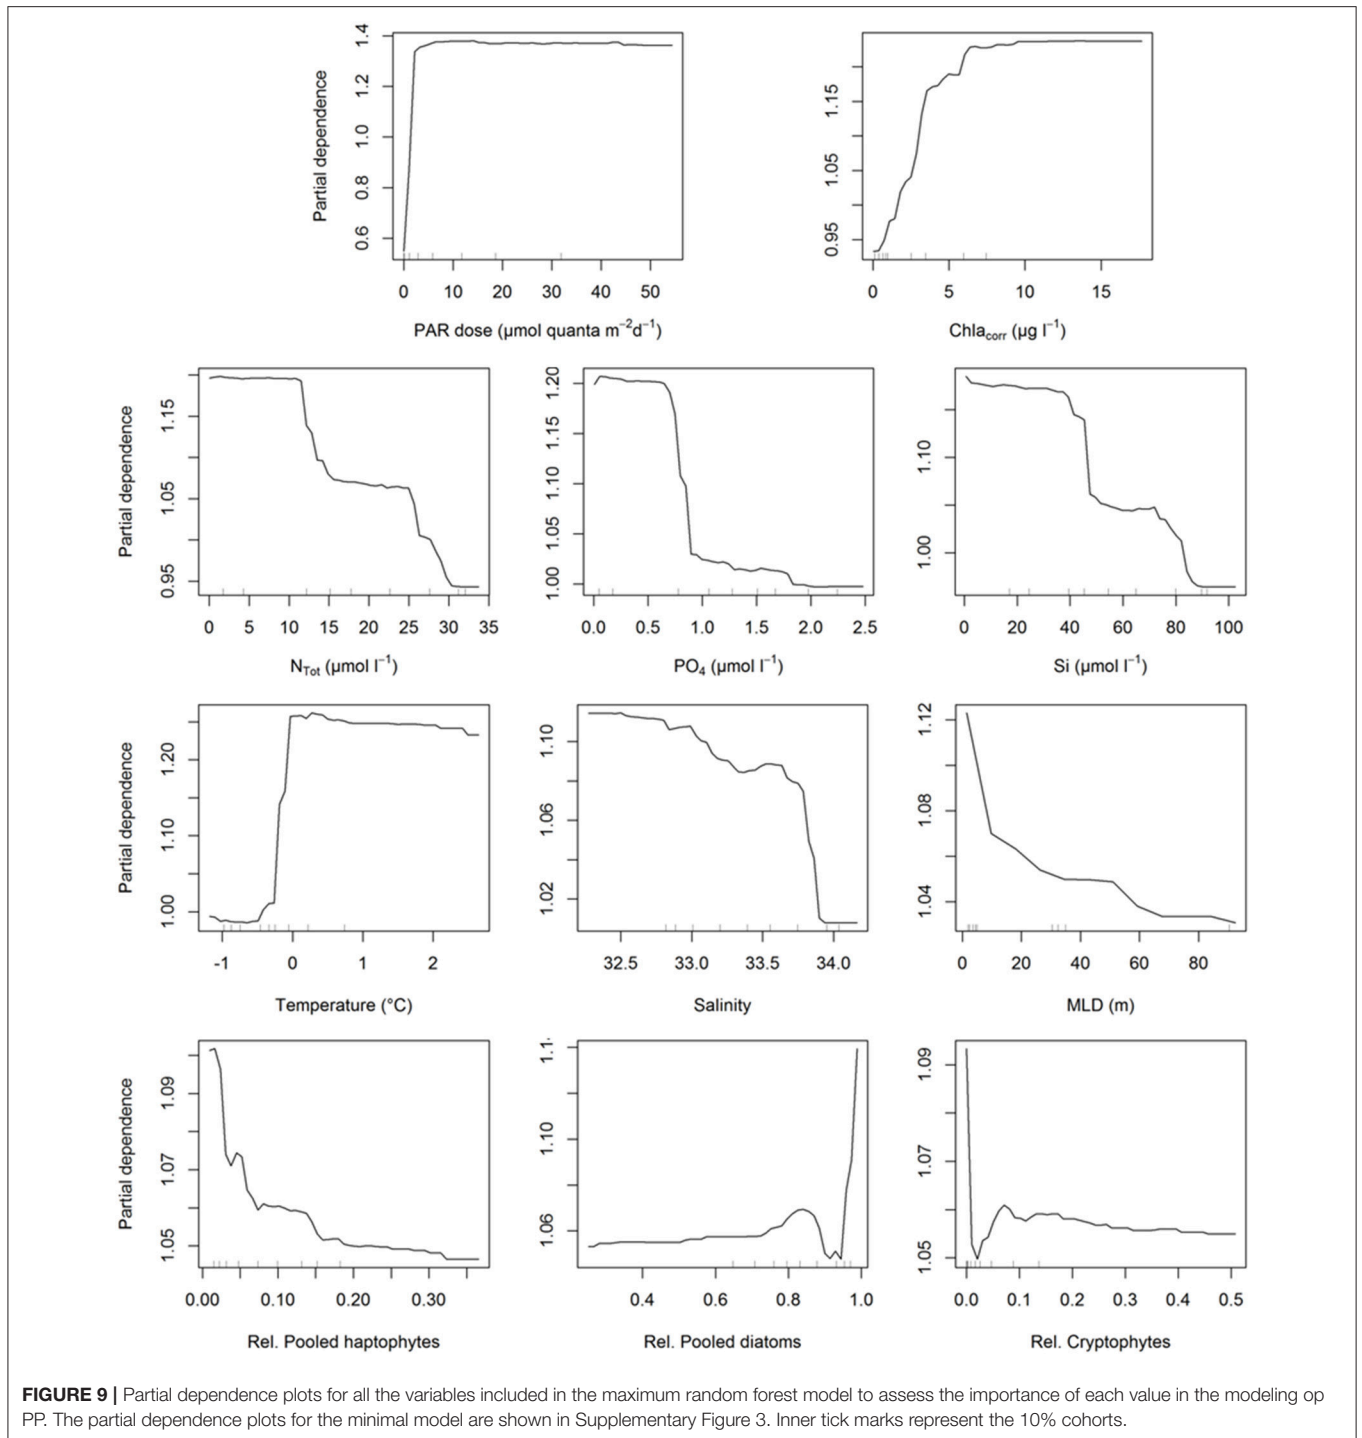 Partial dependence
0.6 0.8 1.0 1.2 1.4
0 10 20 30 40 50
PAR dose (µmol quanta m⁻²d⁻¹)
0.95 1.05 1.15
0 5 10 15
Chla_corr (µg l⁻¹)
Partial dependence
0.95 1.05 1.15
0 5 10 15 20 25 30 35
N_Tot (µmol l⁻¹)
1.00 1.05 1.10 1.15 1.20
0.0 0.5 1.0 1.5 2.0 2.5
PO₄ (µmol l⁻¹)
1.00 1.10
0 20 40 60 80 100
Si (µmol l⁻¹)
Partial dependence
1.00 1.10 1.20
-1 0 1 2
Temperature (°C)
1.02 1.06 1.10
32.5 33.0 33.5 34.0
Salinity
1.04 1.08 1.12
0 20 40 60 80
MLD (m)
Partial dependence
1.05 1.07 1.09
0.00 0.10 0.20 0.30
Rel. Pooled haptophytes
1.06 1.10
0.4 0.6 0.8 1.0
Rel. Pooled diatoms
1.05 1.07 1.09
0.0 0.1 0.2 0.3 0.4 0.5
Rel. Cryptophytes
FIGURE 9 | Partial dependence plots for all the variables included in the maximum random forest model to assess the importance of each value in the modeling op
PP. The partial dependence plots for the minimal model are shown in Supplementary Figure 3. Inner tick marks represent the 10% cohorts.